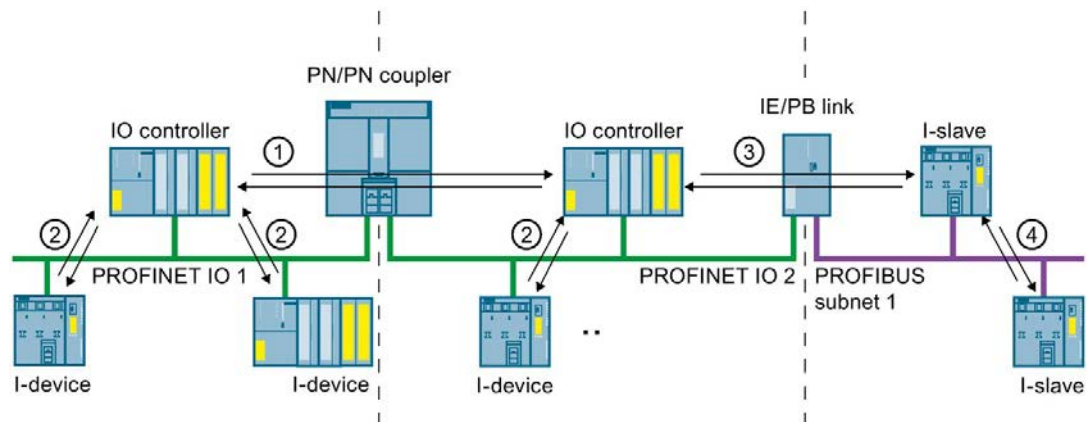 PN/PN coupler
IE/PB link
IO controller
IO controller
I-slave
1
3
2
2
2
4
PROFINET IO 1
PROFINET IO 2
PROFIBUS
subnet 1
..
I-device
I-device
I-device
I-slave